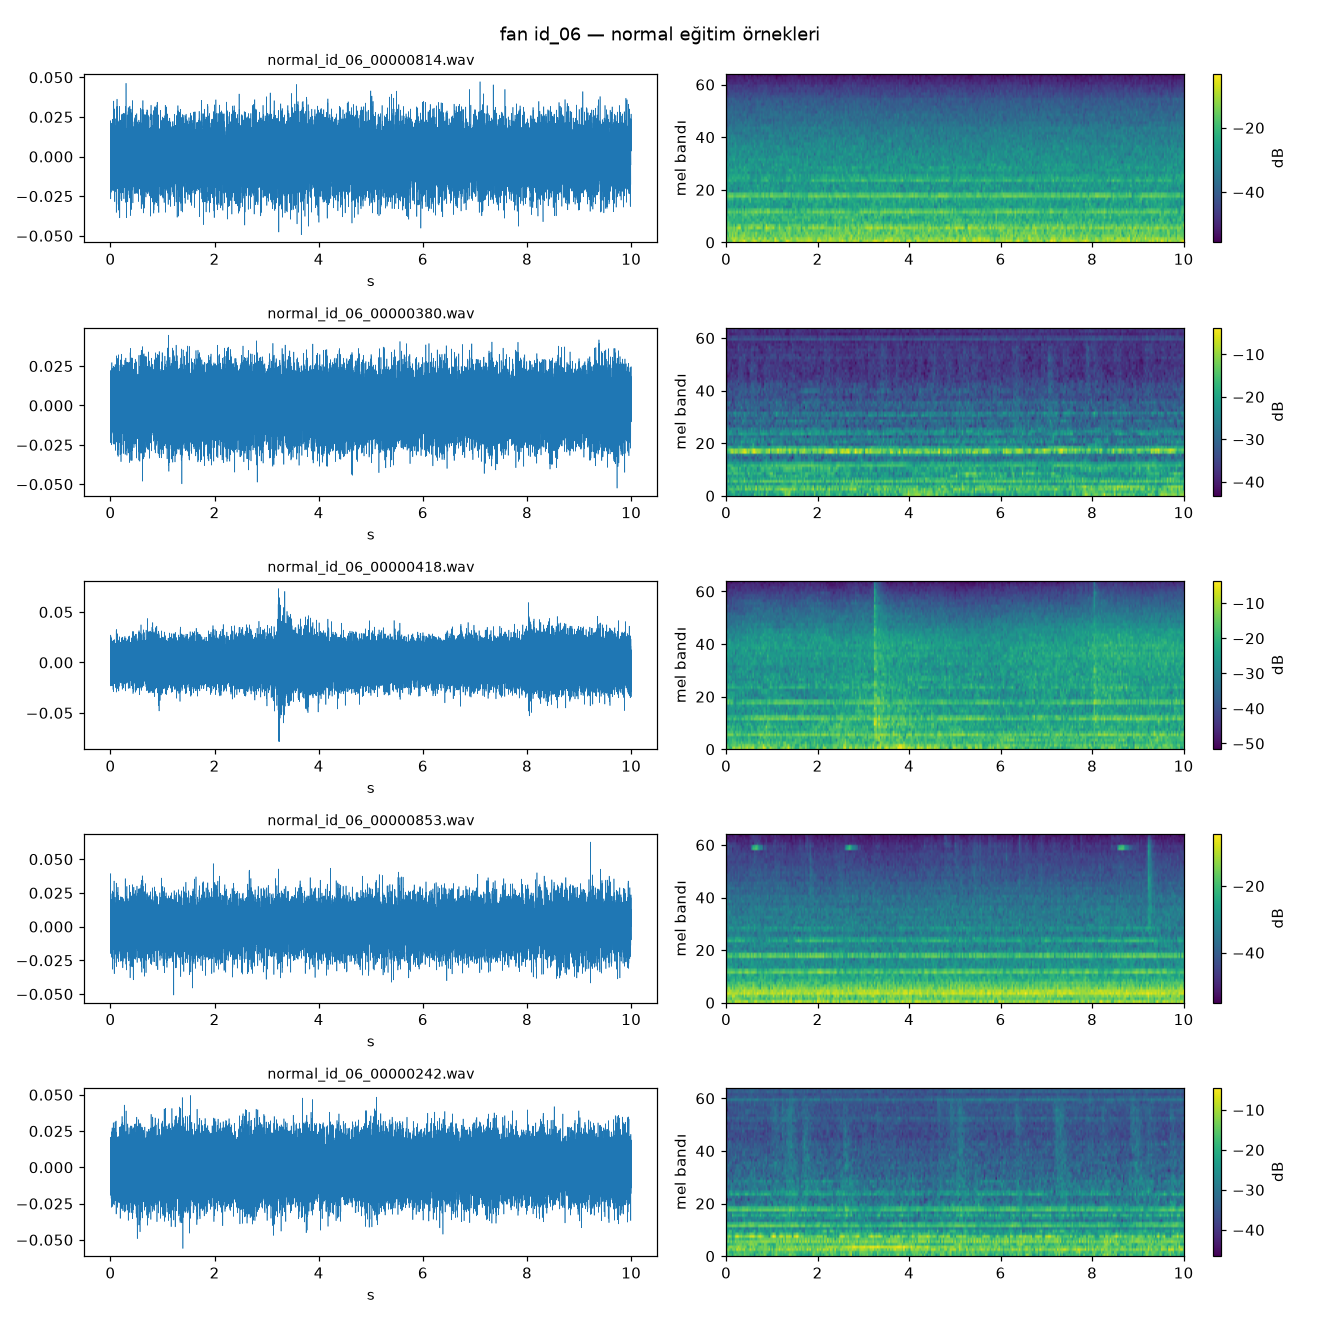 fan id_06 — normal eğitim örnekleri
normal_id_06_00000814.wav
0.050
0.025
0.000
−0.025
−0.050
0 2 4 6 8 10
s
mel bandı
60
40
20
0
0 2 4 6 8 10
−20
−40
dB
normal_id_06_00000380.wav
0.025
0.000
−0.025
−0.050
0 2 4 6 8 10
s
mel bandı
60
40
20
0
0 2 4 6 8 10
−10
−20
−30
−40
dB
normal_id_06_00000418.wav
0.05
0.00
−0.05
0 2 4 6 8 10
s
mel bandı
60
40
20
0
0 2 4 6 8 10
−10
−20
−30
−40
−50
dB
normal_id_06_00000853.wav
0.050
0.025
0.000
−0.025
−0.050
0 2 4 6 8 10
s
mel bandı
60
40
20
0
0 2 4 6 8 10
−20
−40
dB
normal_id_06_00000242.wav
0.050
0.025
0.000
−0.025
−0.050
0 2 4 6 8 10
s
mel bandı
60
40
20
0
0 2 4 6 8 10
−10
−20
−30
−40
dB